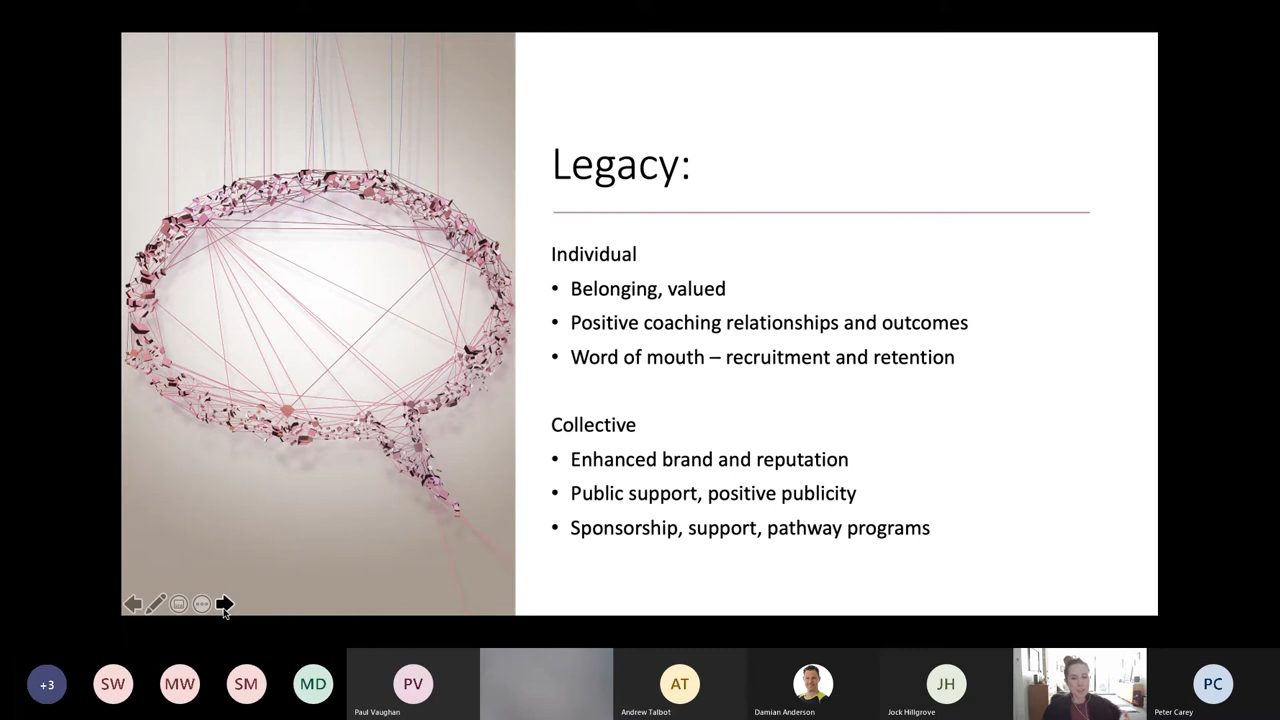 Legacy:
Individual
• Belonging, valued
• Positive coaching relationships and outcomes
• Word of mouth – recruitment and retention
Collective
• Enhanced brand and reputation
• Public support, positive publicity
• Sponsorship, support, pathway programs
+3
SW
MW
SM
MD
PV
AT
JH
PC
Paul Vaughan
Andrew Talbot
Damian Anderson
Jock Hillgrove
Peter Carey